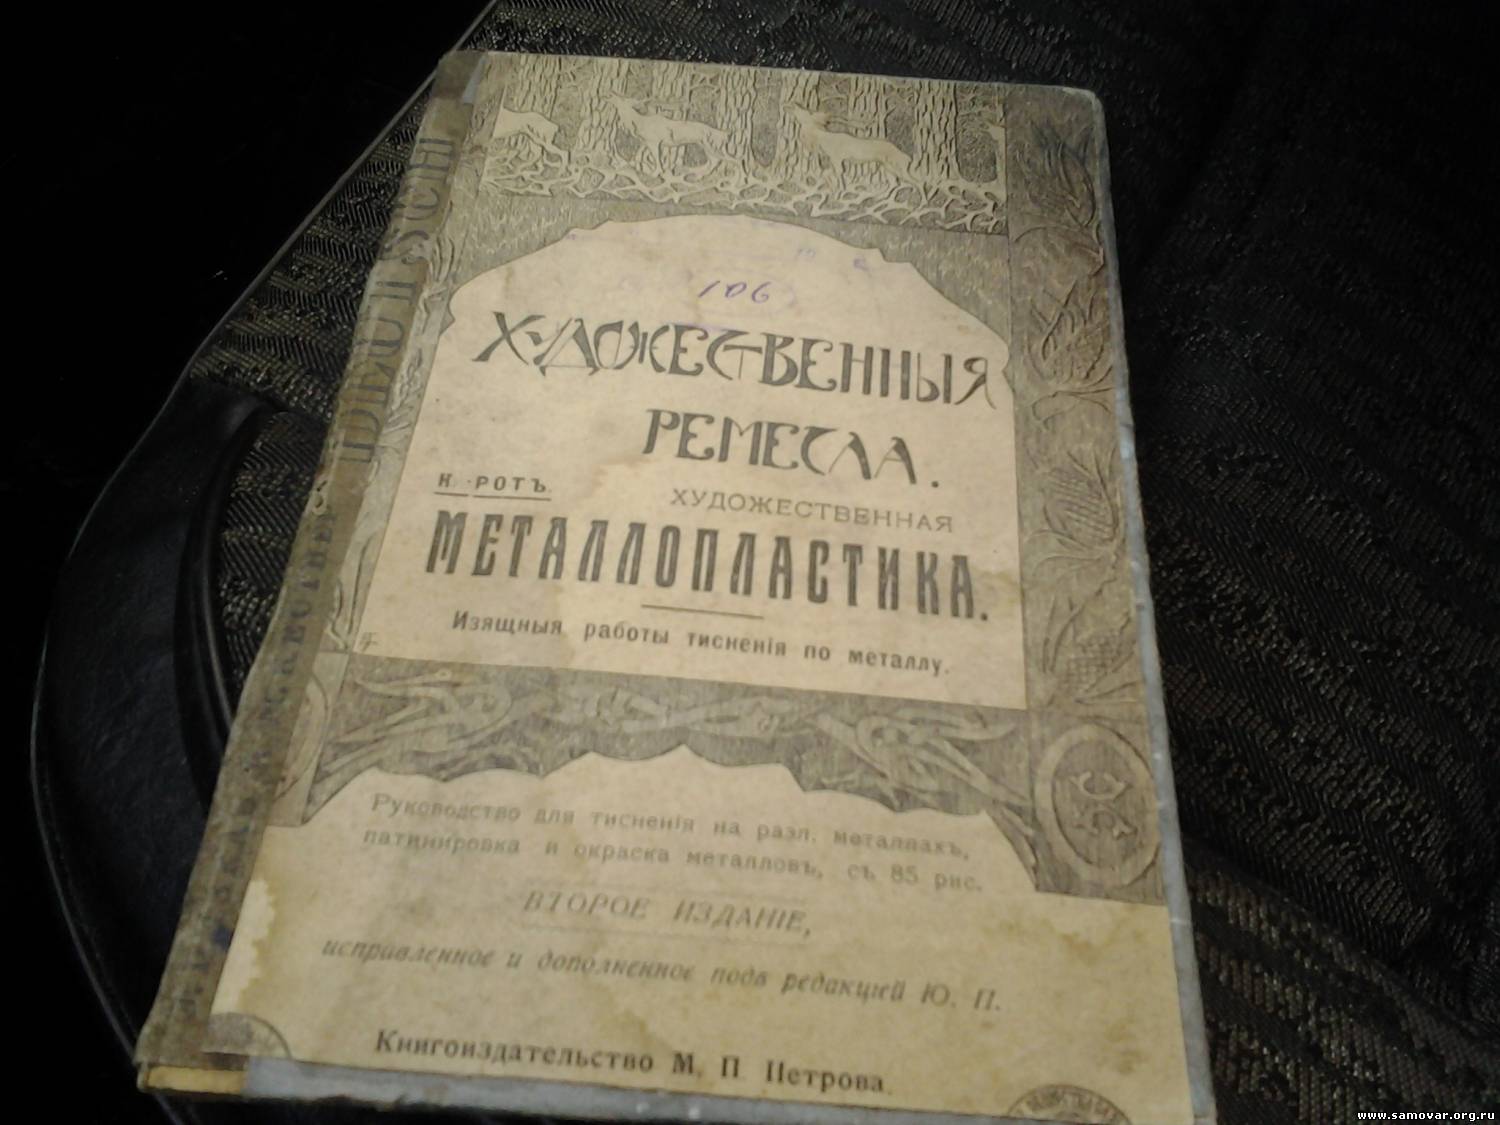 106
ХУДОЖЕСТВЕННЫЯ
РЕМЕСЛА.
К. РОТЪ.
ХУДОЖЕСТВЕННАЯ
МЕТАЛЛОПЛАСТИКА.
Изящныя работы тисненія по металлу.
Руководство для тисненія на разл. металлахъ,
патинировка и окраска металловъ, съ 85 рис.
ВТОРОЕ ИЗДАНІЕ,
исправленное и дополненное подъ редакціей Ю. П.
Книгоиздательство М. П. Петрова
www.samovar.org.ru